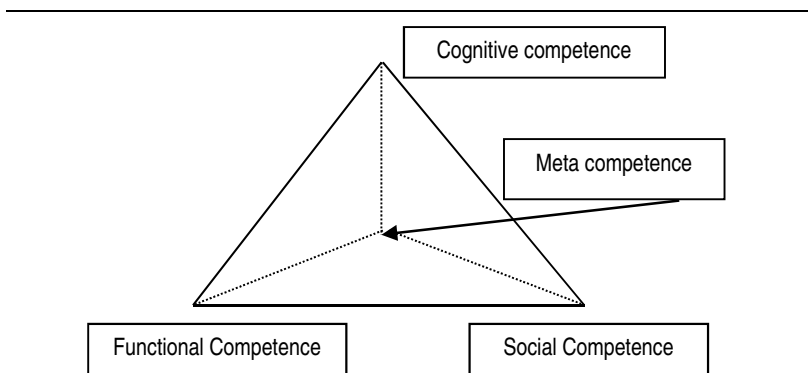 Cognitive competence
Meta competence
Functional Competence
Social Competence